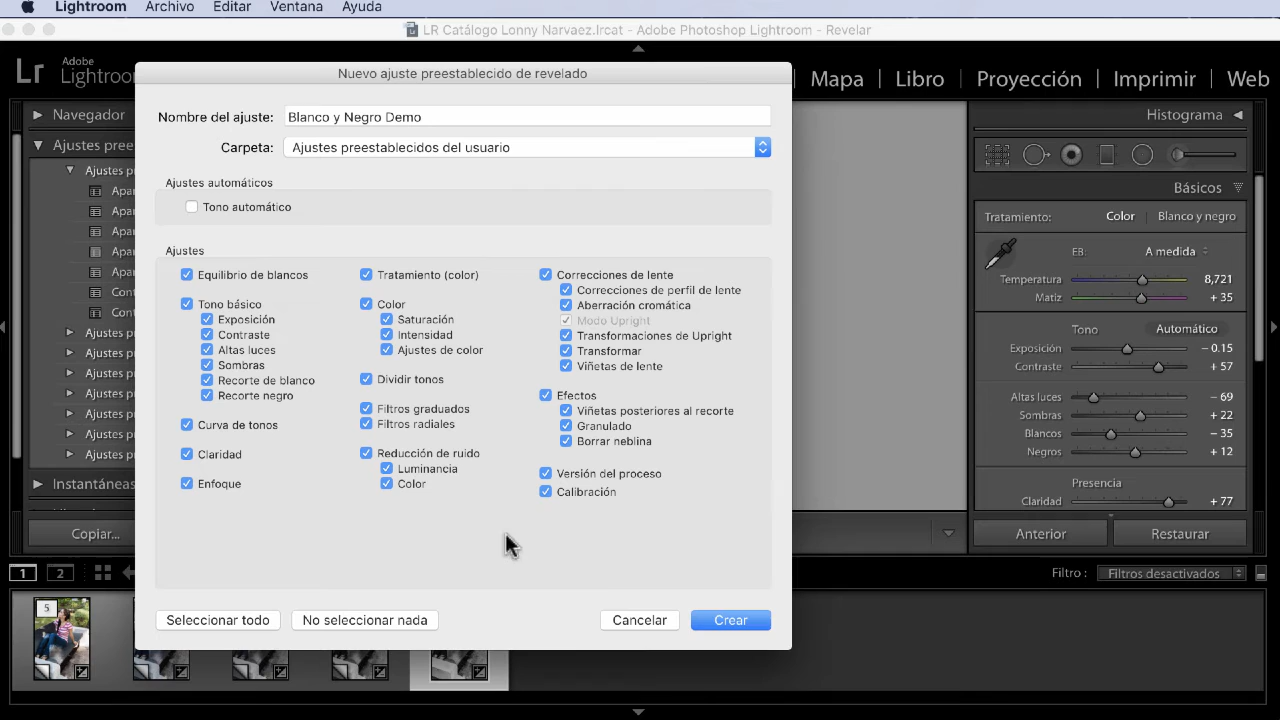 Lightroom Archivo Editar Ventana Ayuda
LR Catálogo Lonny Narvaez.lrcat - Adobe Photoshop Lightroom - Revelar
Lr Adobe
Mapa | Libro | Proyección | Imprimir | Web
Nuevo ajuste preestablecido de revelado
Nombre del ajuste: Blanco y Negro Demo
Carpeta: Ajustes preestablecidos del usuario
Ajustes automáticos
Tono automático
Ajustes
Equilibrio de blancos
Tono básico
Exposición
Contraste
Altas luces
Sombras
Recorte de blanco
Recorte negro
Curva de tonos
Claridad
Enfoque
Tratamiento (color)
Color
Saturación
Intensidad
Ajustes de color
Dividir tonos
Filtros graduados
Filtros radiales
Reducción de ruido
Luminancia
Color
Correcciones de lente
Correcciones de perfil de lente
Aberración cromática
Modo Upright
Transformaciones de Upright
Transformar
Viñetas de lente
Efectos
Viñetas posteriores al recorte
Granulado
Borrar neblina
Versión del proceso
Calibración
Seleccionar todo
No seleccionar nada
Cancelar
Crear
Navegador
Copiar...
Histograma
Básicos
Tratamiento: Color Blanco y negro
EB: A medida
Temperatura 8,721
Matiz + 35
Tono Automático
Exposición − 0.15
Contraste + 57
Altas luces − 69
Sombras + 22
Blancos − 35
Negros + 12
Presencia
Claridad + 77
Anterior
Restaurar
1 2
Filtro : Filtros desactivados
5